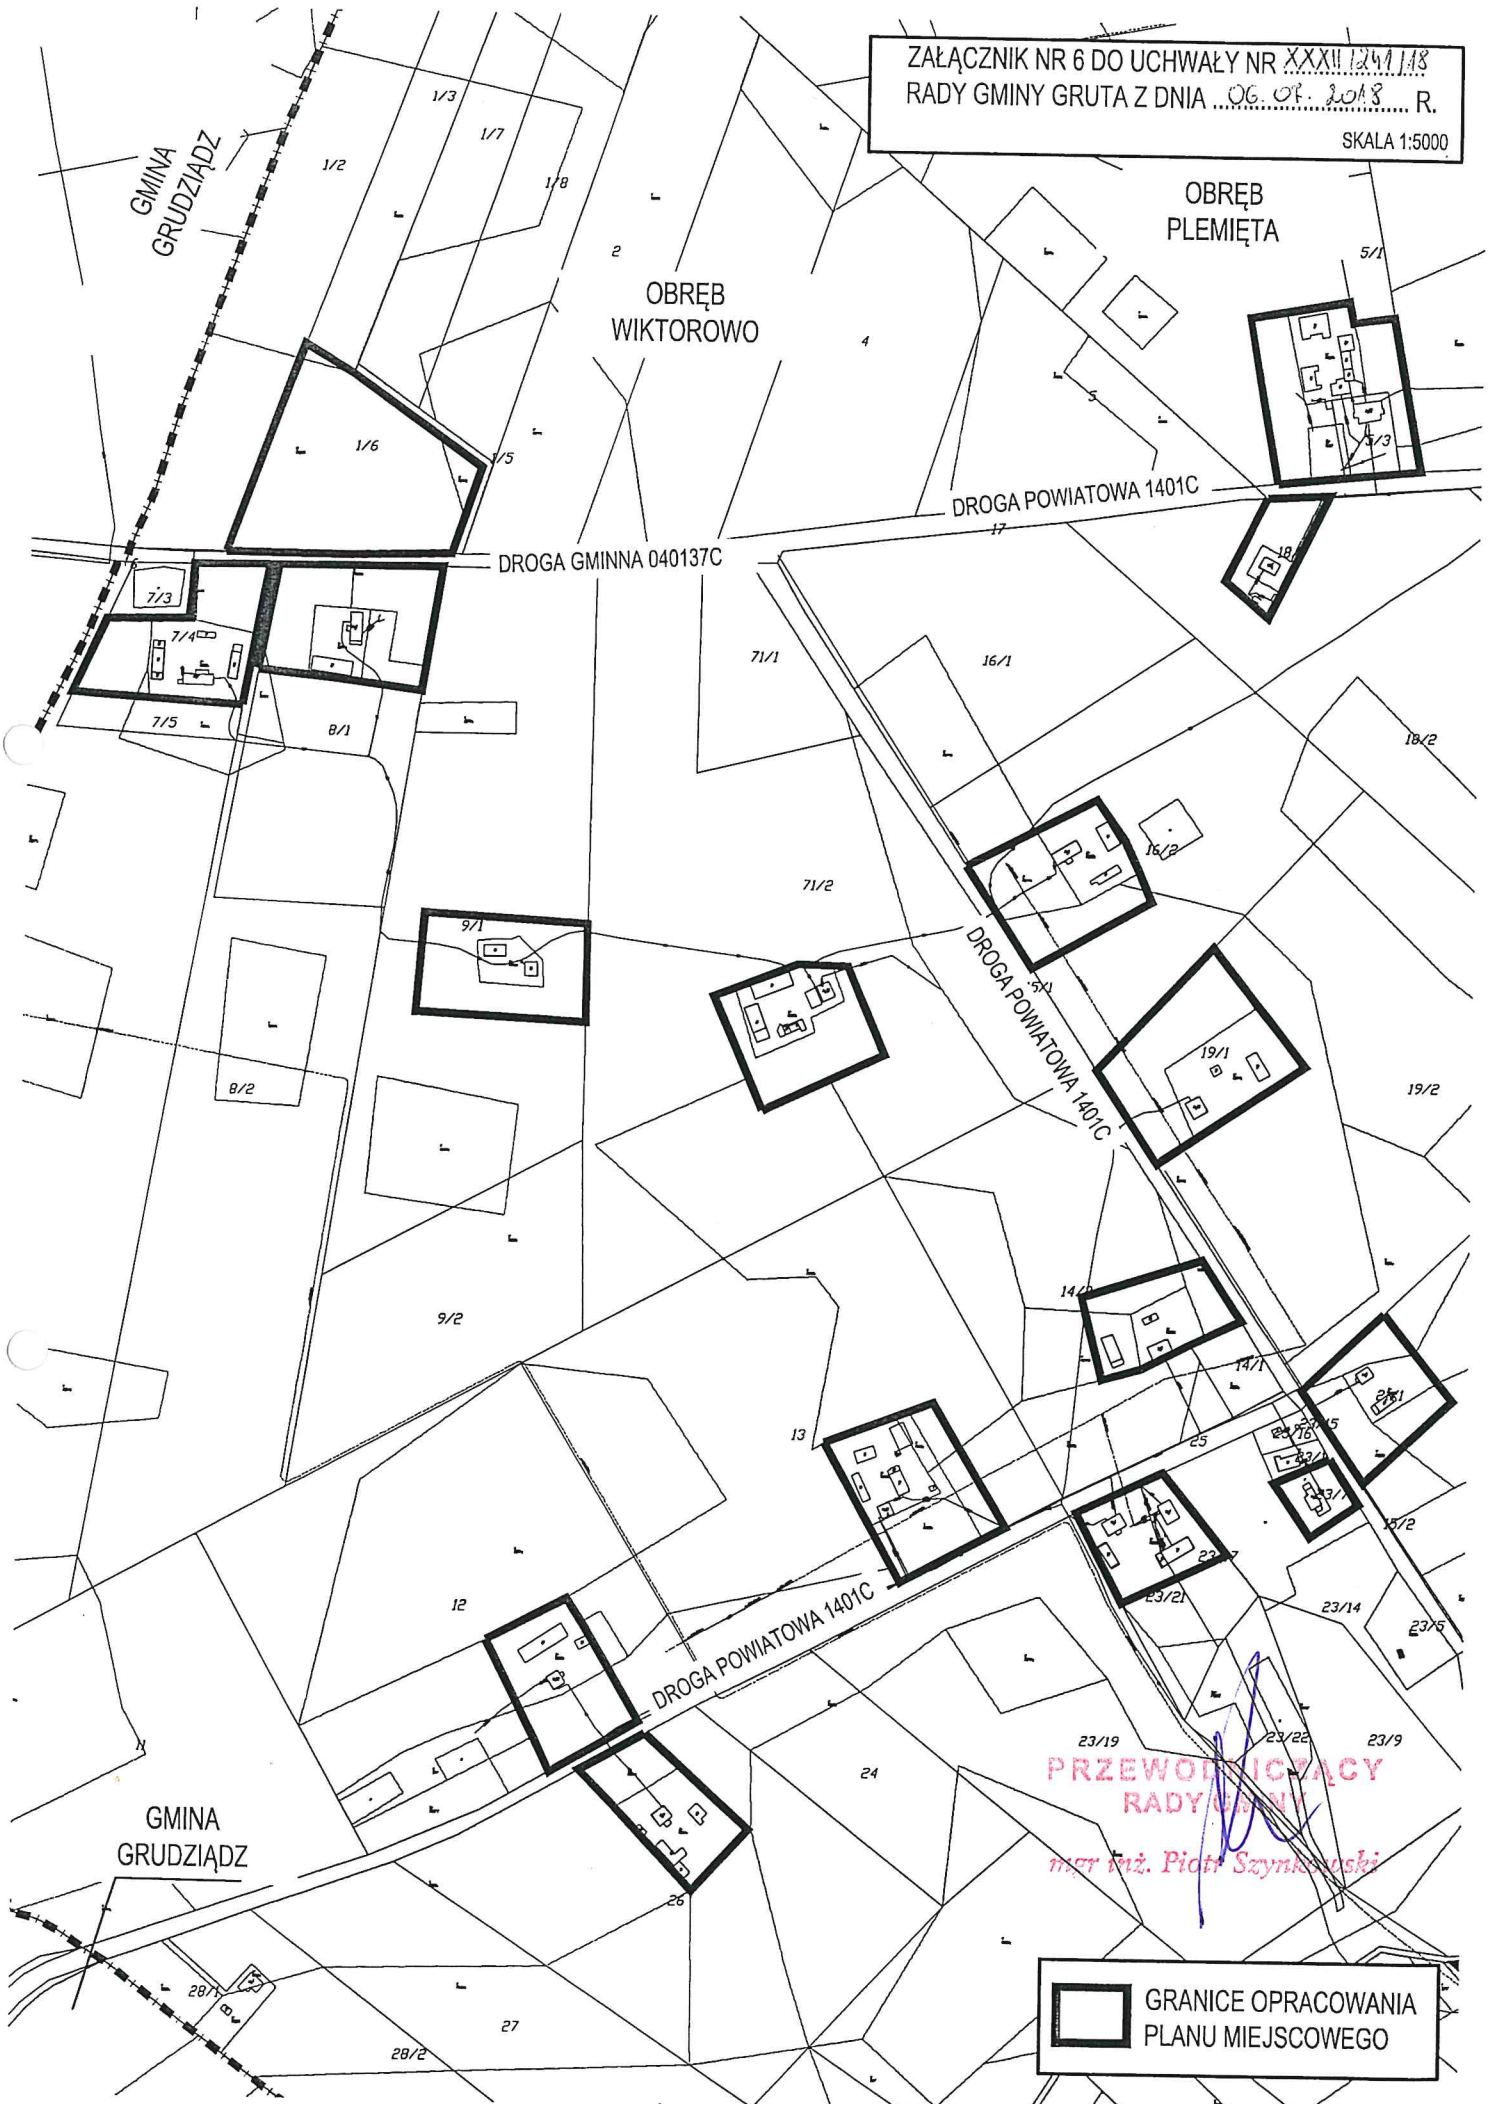 ZAŁĄCZNIK NR 6 DO UCHWAŁY NR XXXII/241/18
RADY GMINY GRUTA Z DNIA 06.07.2018 R.
SKALA 1:5000
GMINA
GRUDZIĄDZ
1/3
1/7
1/2
1/8
2
OBRĘB
PLEMIĘTA
5/1
OBRĘB
WIKTOROWO
4
5
1/6
1/5
5/3
DROGA POWIATOWA 1401C
17
DROGA GMINNA 040137C
18
6
7/3
7/4
71/1
16/1
7/5
8/1
18/2
16/2
71/2
9/1
DROGA POWIATOWA 1401C
19/1
8/2
19/2
9/2
14/1
13
25
15/2
12
23/21
23/14
23/5
DROGA POWIATOWA 1401C
11
23/19
23/22
23/9
24
PRZEWODNICZĄCY
RADY GMINY
mgr inż. Piotr Szynkowski
GMINA
GRUDZIĄDZ
26
28/1
27
28/2
GRANICE OPRACOWANIA
PLANU MIEJSCOWEGO